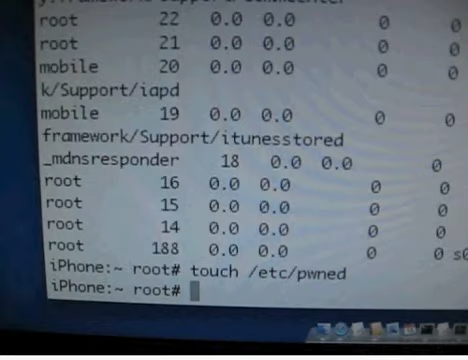 root 22 0.0 0.0 0 0
root 21 0.0 0.0 0 0
mobile 20 0.0 0.0 0 0
k/Support/iapd
mobile 19 0.0 0.0 0 0
framework/Support/itunesstored
_mdnsresponder 18 0.0 0.0 0
root 16 0.0 0.0 0 0
root 15 0.0 0.0 0 0
root 14 0.0 0.0 0 0
root 188 0.0 0.0 0 0 s0
iPhone:~ root# touch /etc/pwned
iPhone:~ root#